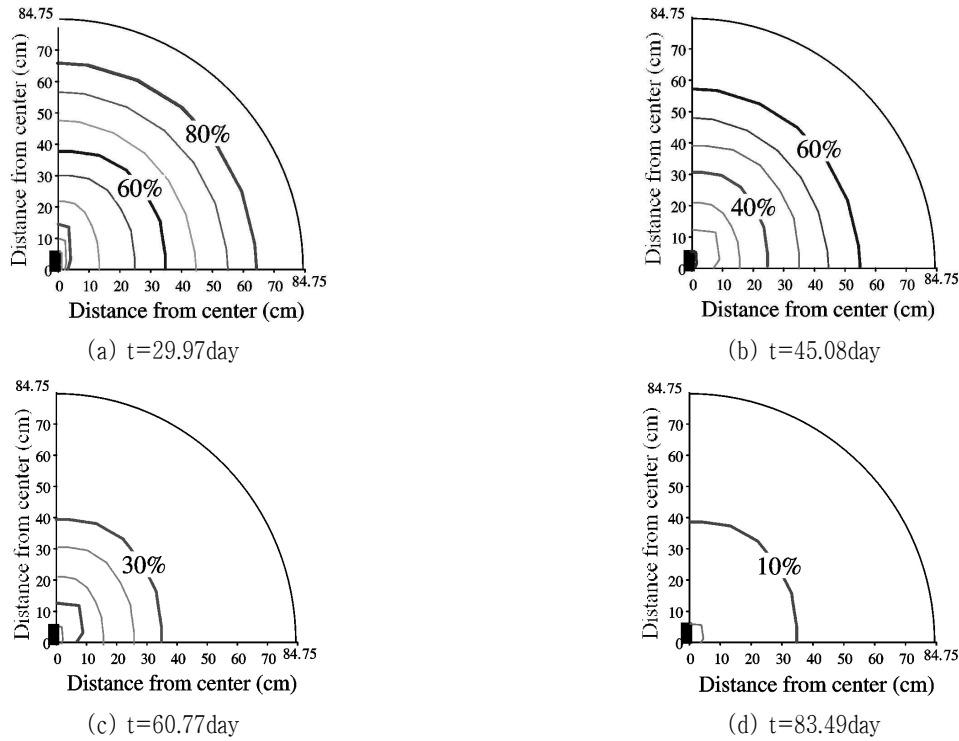 84.75
70
60
50
40
30
20
10
0
Distance from center (cm)
80%
60%
0 10 20 30 40 50 60 70 84.75
Distance from center (cm)
(a) t=29.97day
84.75
70
60
50
40
30
20
10
0
Distance from center (cm)
60%
40%
0 10 20 30 40 50 60 70 84.75
Distance from center (cm)
(b) t=45.08day
84.75
70
60
50
40
30
20
10
0
Distance from center (cm)
30%
0 10 20 30 40 50 60 70 84.75
Distance from center (cm)
(c) t=60.77day
84.75
70
60
50
40
30
20
10
0
Distance from center (cm)
10%
0 10 20 30 40 50 60 70 84.75
Distance from center (cm)
(d) t=83.49day